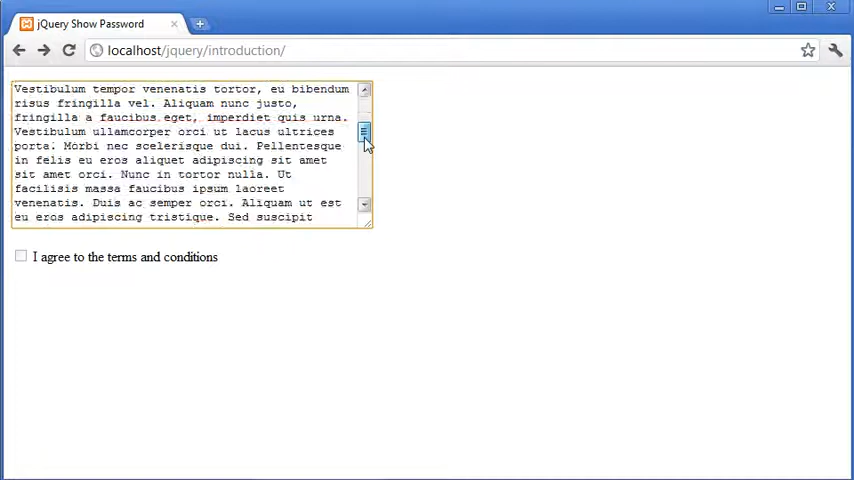 jQuery Show Password
localhost/jquery/introduction/
Vestibulum tempor venenatis tortor, eu bibendum
risus fringilla vel. Aliquam nunc justo,
fringilla a faucibus eget, imperdiet quis urna.
Vestibulum ullamcorper orci ut lacus ultrices
porta. Morbi nec scelerisque dui. Pellentesque
in felis eu eros aliquet adipiscing sit amet
sit amet orci. Nunc in tortor nulla. Ut
facilisis massa faucibus ipsum laoreet
venenatis. Duis ac semper orci. Aliquam ut est
eu eros adipiscing tristique. Sed suscipit
I agree to the terms and conditions